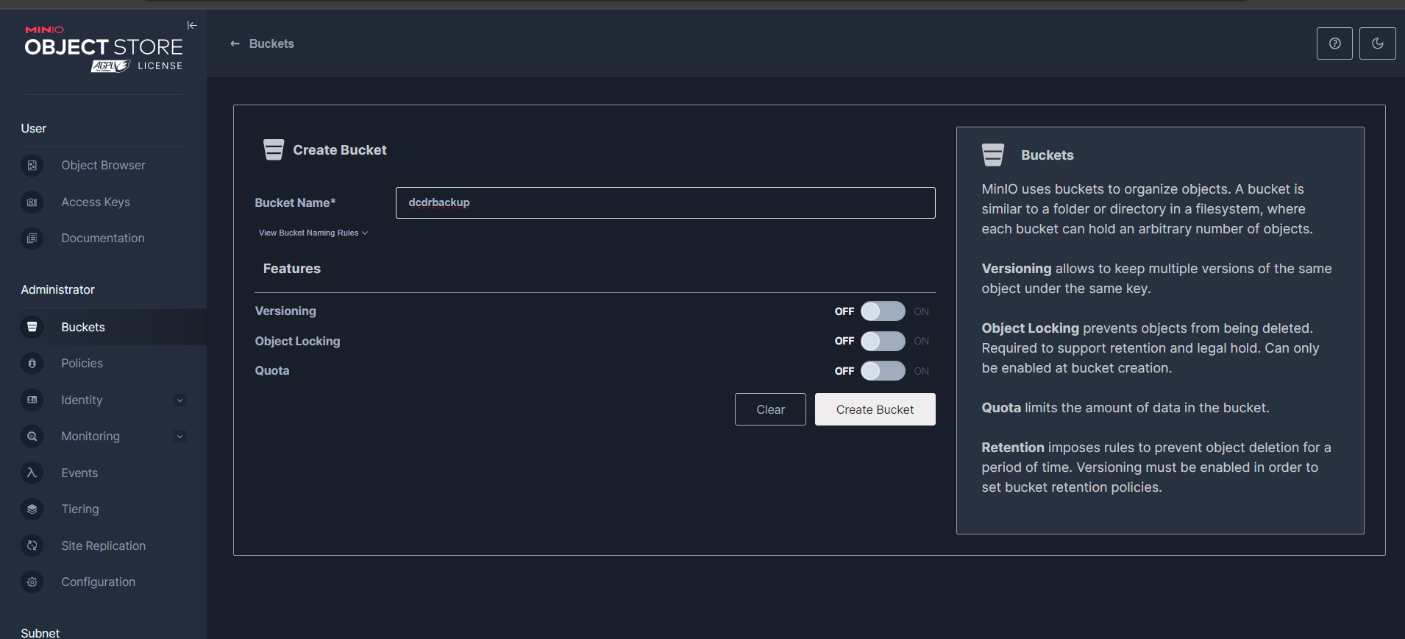 MINIO
OBJECT STORE
AGPLv3 LICENSE
User
Object Browser
Access Keys
Documentation
Administrator
Buckets
Policies
Identity
Monitoring
Events
Tiering
Site Replication
Configuration
Subnet
← Buckets
Create Bucket
Bucket Name*
dcdrbackup
View Bucket Naming Rules
Features
Versioning
OFF ON
Object Locking
OFF ON
Quota
OFF ON
Clear
Create Bucket
Buckets
MinIO uses buckets to organize objects. A bucket is
similar to a folder or directory in a filesystem, where
each bucket can hold an arbitrary number of objects.
Versioning allows to keep multiple versions of the same
object under the same key.
Object Locking prevents objects from being deleted.
Required to support retention and legal hold. Can only
be enabled at bucket creation.
Quota limits the amount of data in the bucket.
Retention imposes rules to prevent object deletion for a
period of time. Versioning must be enabled in order to
set bucket retention policies.